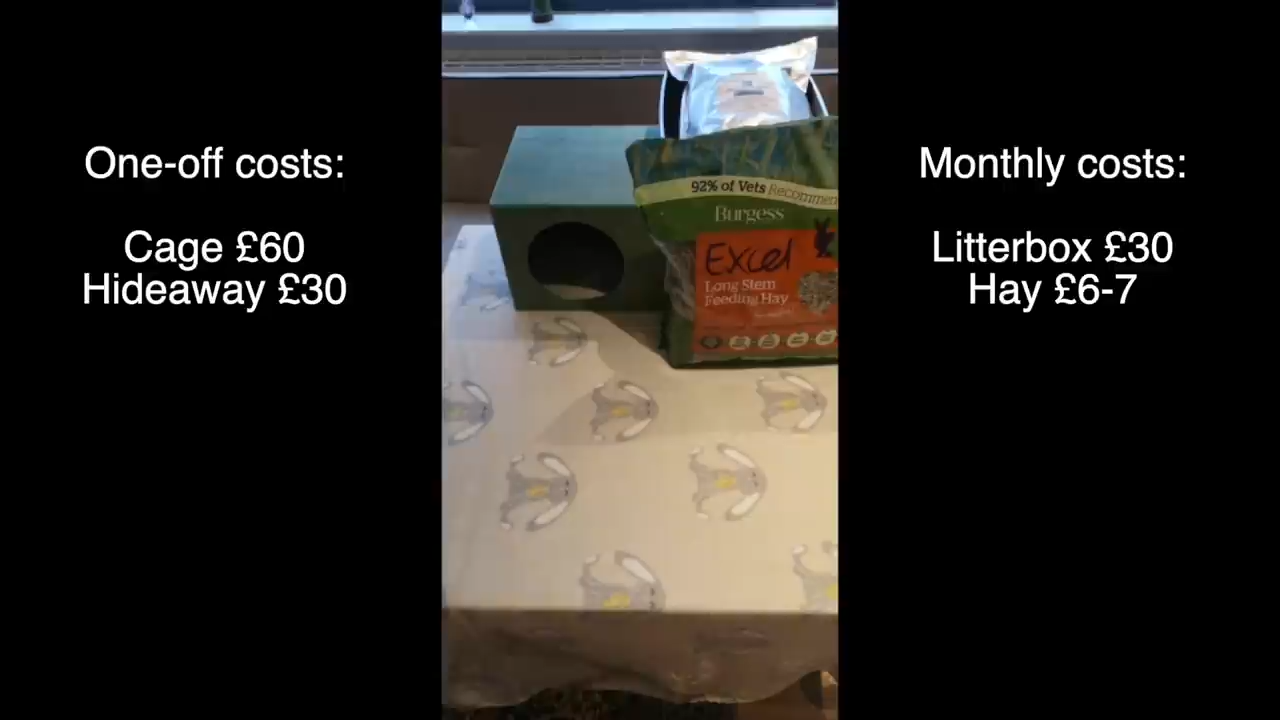 One-off costs:
Cage £60
Hideaway £30
92% of Vets Recommen
Burgess
Excel
Long Stem
Feeding Hay
Monthly costs:
Litterbox £30
Hay £6-7